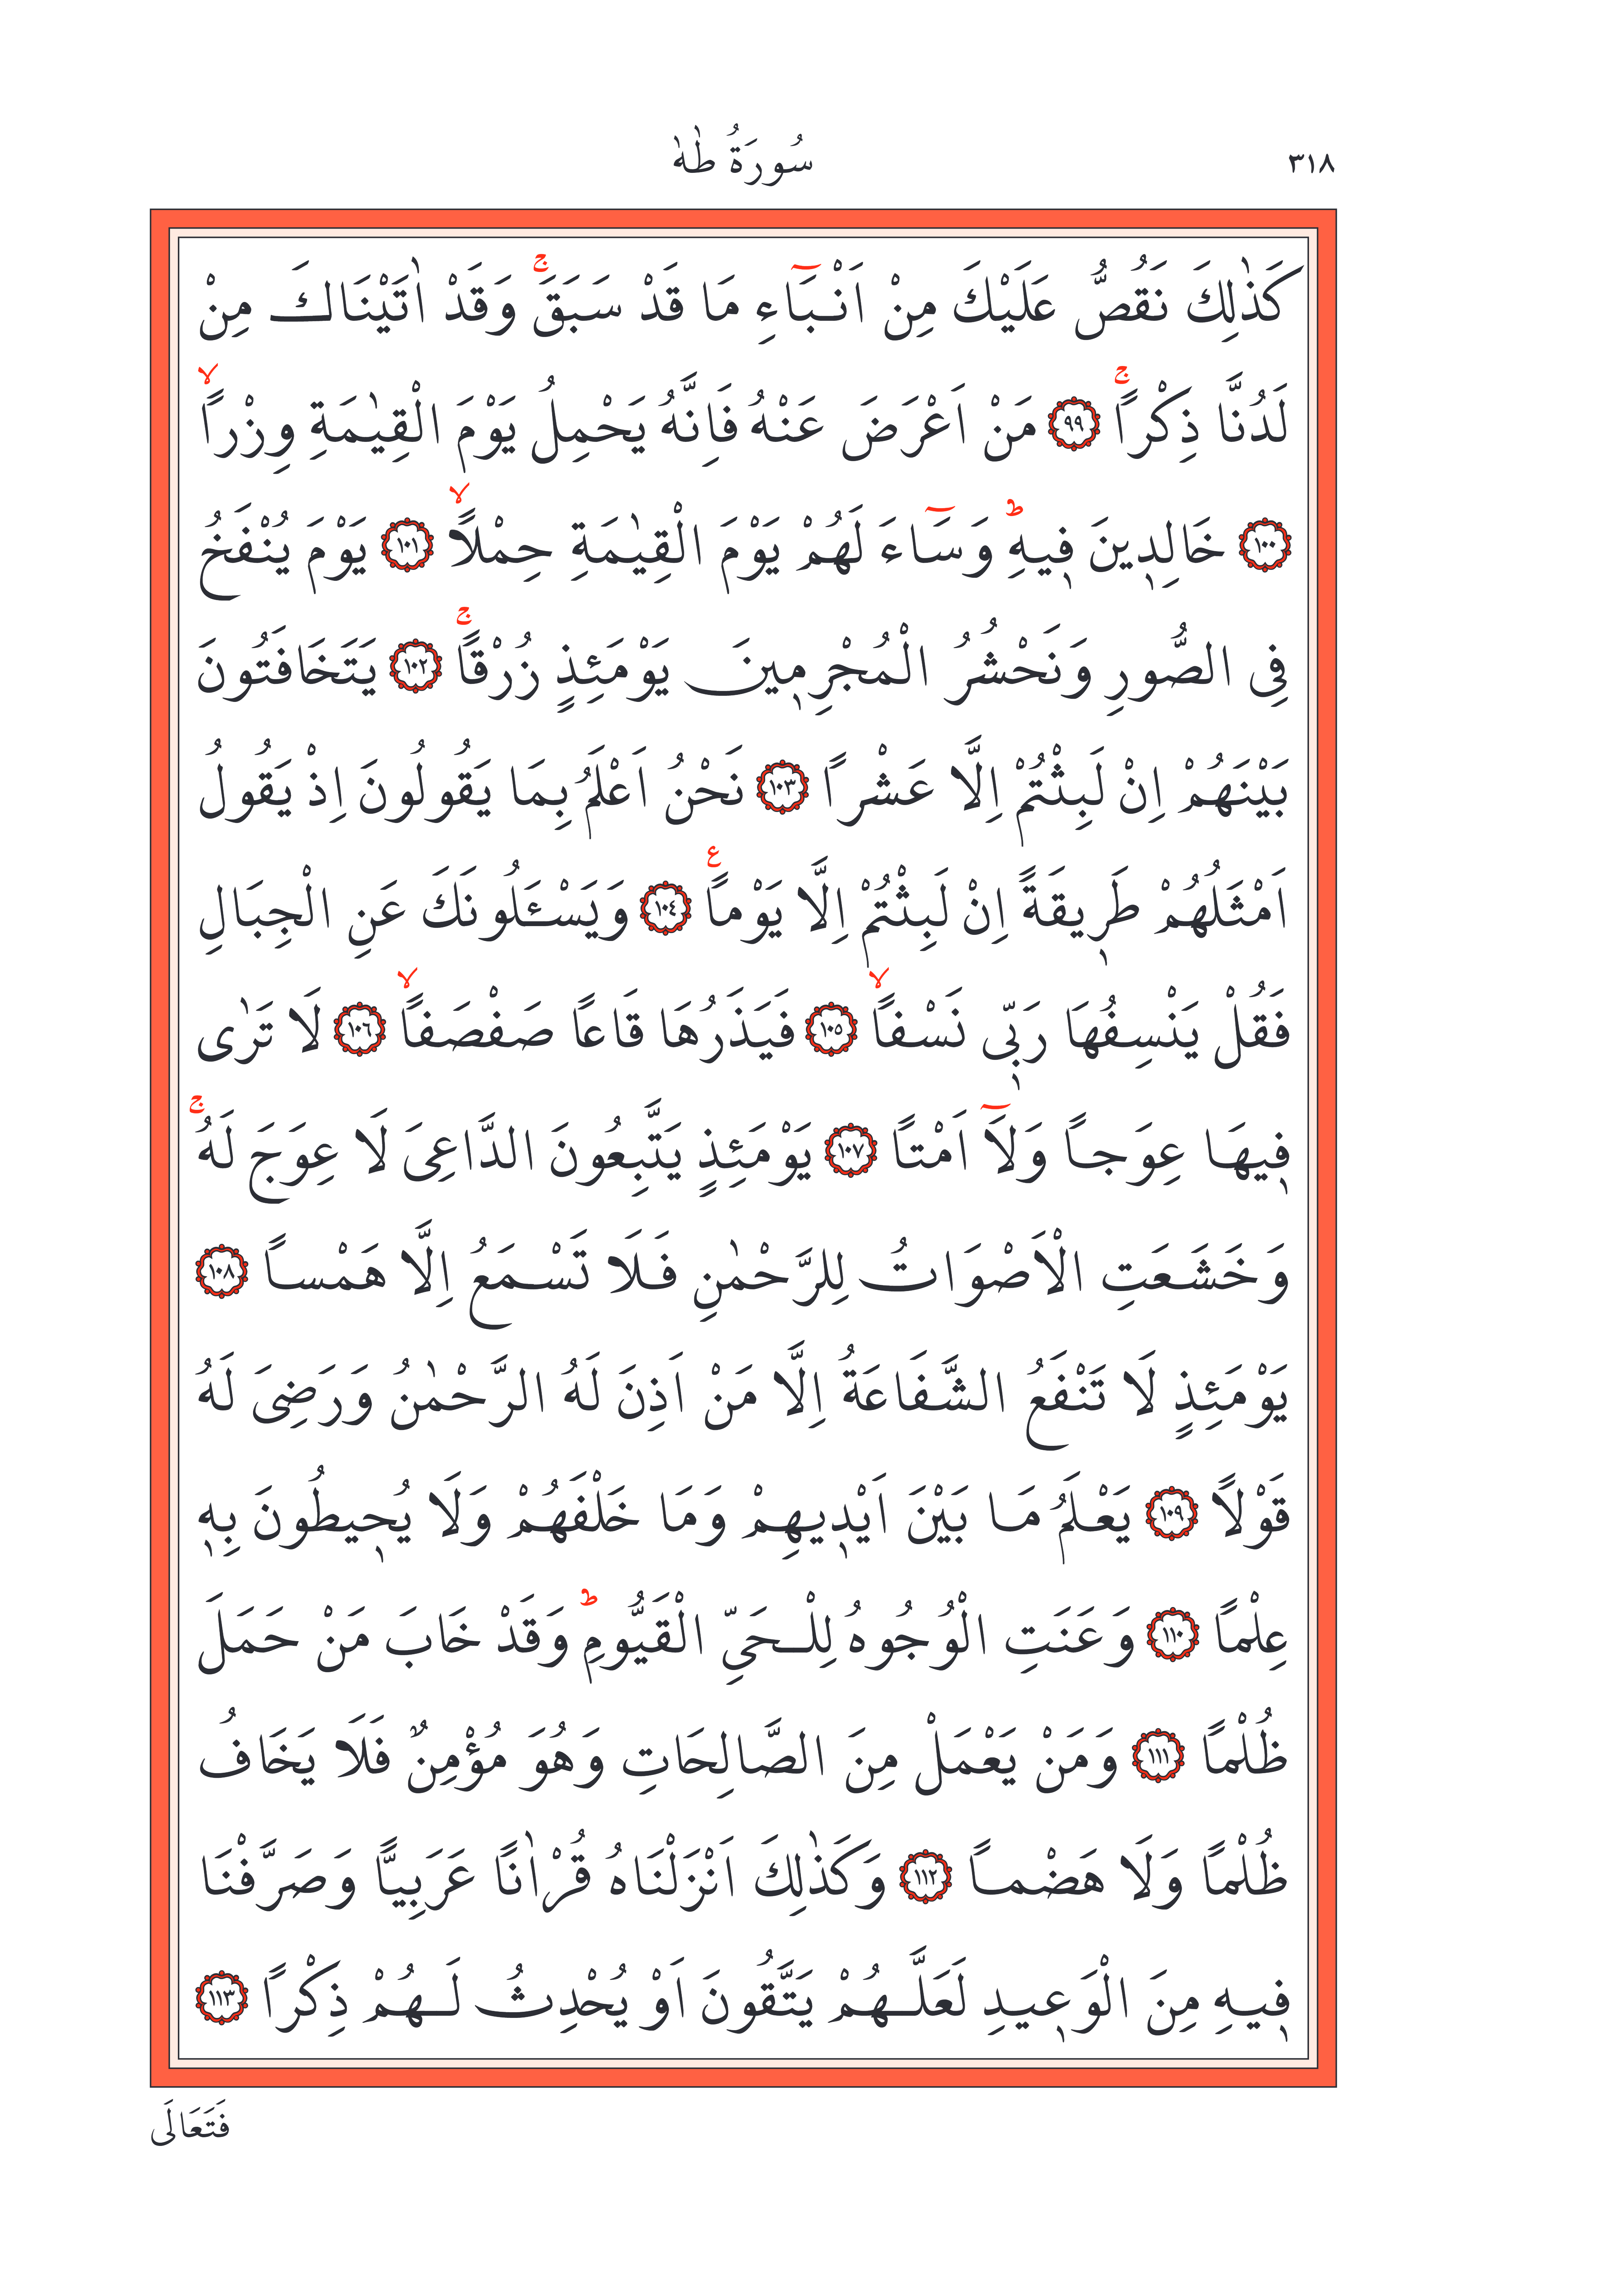 ٣١٨
سُورَةُ طٰهٰ
كَذٰلِكَ نَقُصُّ عَلَيْكَ مِنْ اَنْـبَٓاءِ مَا قَدْ سَبَقَۚ وَقَدْ اٰتَيْنَاكَ مِنْ
لَدُنَّا ذِكْراًۚ ﴿٩٩﴾ مَنْ اَعْرَضَ عَنْهُ فَاِنَّهُ يَحْمِلُ يَوْمَ الْقِيٰمَةِ وِزْراًۙ
﴿١٠٠﴾ خَالِد۪ينَ ف۪يهِۜ وَسَٓاءَ لَهُمْ يَوْمَ الْقِيٰمَةِ حِمْلاًۙ ﴿١٠١﴾ يَوْمَ يُنْفَخُ
فِى الصُّورِ وَنَحْشُرُ الْمُجْرِم۪ينَ يَوْمَئِذٍ زُرْقاًۚ ﴿١٠٢﴾ يَتَخَافَتُونَ
بَيْنَهُمْ اِنْ لَبِثْتُمْ اِلَّا عَشْراً ﴿١٠٣﴾ نَحْنُ اَعْلَمُ بِمَا يَقُولُونَ اِذْ يَقُولُ
اَمْثَلُهُمْ طَر۪يقَةً اِنْ لَبِثْتُمْ اِلَّا يَوْماًع ﴿١٠٤﴾ وَيَسْـَٔلُونَكَ عَنِ الْجِبَالِ
فَقُلْ يَنْسِفُهَا رَبّ۪ى نَسْفاًۙ ﴿١٠٥﴾ فَيَذَرُهَا قَاعاً صَفْصَفاًۙ ﴿١٠٦﴾ لَا تَرٰى
ف۪يهَا عِوَجاً وَلَٓا اَمْتاً ﴿١٠٧﴾ يَوْمَئِذٍ يَتَّبِعُونَ الدَّاعِىَ لَا عِوَجَ لَهُۚ
وَخَشَعَتِ الْاَصْوَاتُ لِلرَّحْمٰنِ فَلَا تَسْمَعُ اِلَّا هَمْساً ﴿١٠٨﴾
يَوْمَئِذٍ لَا تَنْفَعُ الشَّفَاعَةُ اِلَّا مَنْ اَذِنَ لَهُ الرَّحْمٰنُ وَرَضِىَ لَهُ
قَوْلاً ﴿١٠٩﴾ يَعْلَمُ مَا بَيْنَ اَيْد۪يهِمْ وَمَا خَلْفَهُمْ وَلَا يُح۪يطُونَ بِه۪
عِلْماً ﴿١١٠﴾ وَعَنَتِ الْوُجُوهُ لِلْحَىِّ الْقَيُّومِۜ وَقَدْ خَابَ مَنْ حَمَلَ
ظُلْماً ﴿١١١﴾ وَمَنْ يَعْمَلْ مِنَ الصَّالِحَاتِ وَهُوَ مُؤْمِنٌ فَلَا يَخَافُ
ظُلْماً وَلَا هَضْماً ﴿١١٢﴾ وَكَذٰلِكَ اَنْزَلْنَاهُ قُرْاٰناً عَرَبِيًّا وَصَرَّفْنَا
ف۪يهِ مِنَ الْوَع۪يدِ لَعَلَّهُمْ يَتَّقُونَ اَوْ يُحْدِثُ لَهُمْ ذِكْراً ﴿١١٣﴾
فَتَعَالَى